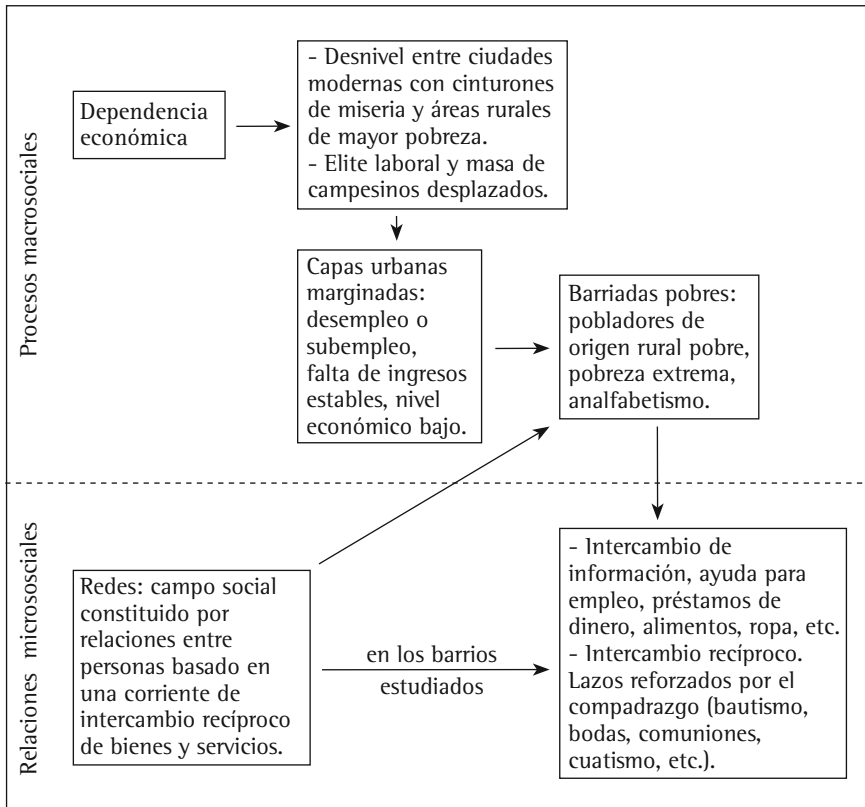 Procesos macrosociales
Dependencia
económica
- Desnivel entre ciudades
modernas con cinturones
de miseria y áreas rurales
de mayor pobreza.
- Elite laboral y masa de
campesinos desplazados.
Capas urbanas
marginadas:
desempleo o
subempleo,
falta de ingresos
estables, nivel
económico bajo.
Barriadas pobres:
pobladores de
origen rural pobre,
pobreza extrema,
analfabetismo.
Relaciones micrososciales
Redes: campo social
constituido por
relaciones entre
personas basado en
una corriente de
intercambio recíproco
de bienes y servicios.
en los barrios
estudiados
- Intercambio de
información, ayuda para
empleo, préstamos de
dinero, alimentos, ropa, etc.
- Intercambio recíproco.
Lazos reforzados por el
compadrazgo (bautismo,
bodas, comuniones,
cuatismo, etc.).